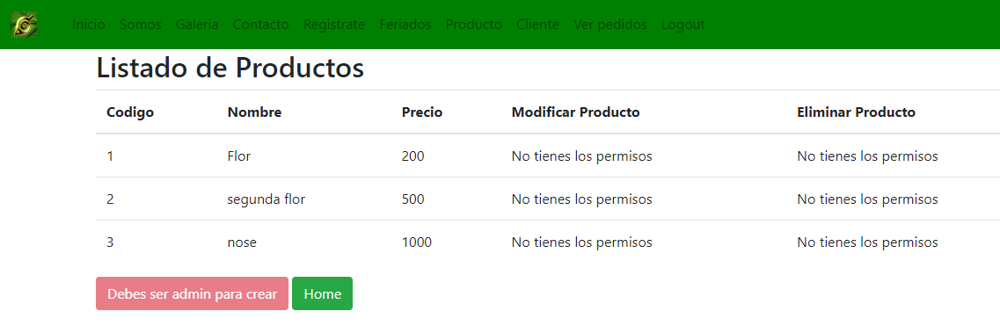 Inicio Somos Galeria Contacto Registrate Feriados Producto Cliente Ver pedidos Logout
Listado de Productos
Codigo Nombre Precio Modificar Producto Eliminar Producto
1 Flor 200 No tienes los permisos No tienes los permisos
2 segunda flor 500 No tienes los permisos No tienes los permisos
3 nose 1000 No tienes los permisos No tienes los permisos
Debes ser admin para crear Home